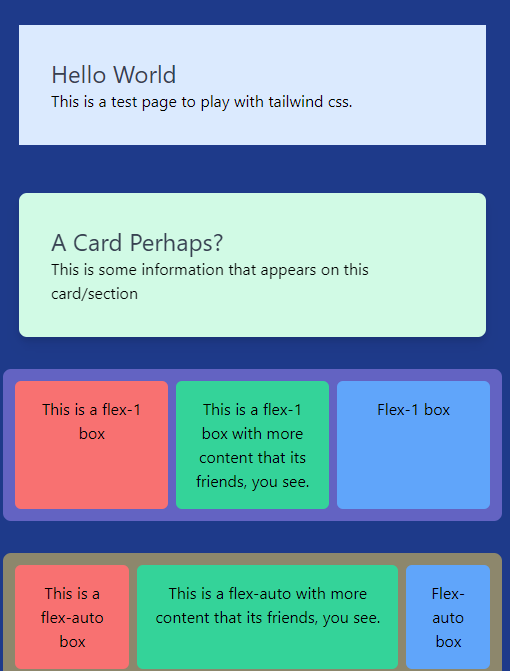 Hello World
This is a test page to play with tailwind css.
A Card Perhaps?
This is some information that appears on this
card/section
This is a flex-1
box
This is a flex-1
box with more
content that its
friends, you see.
Flex-1 box
This is a
flex-auto
box
This is a flex-auto with more
content that its friends, you see.
Flex-
auto
box